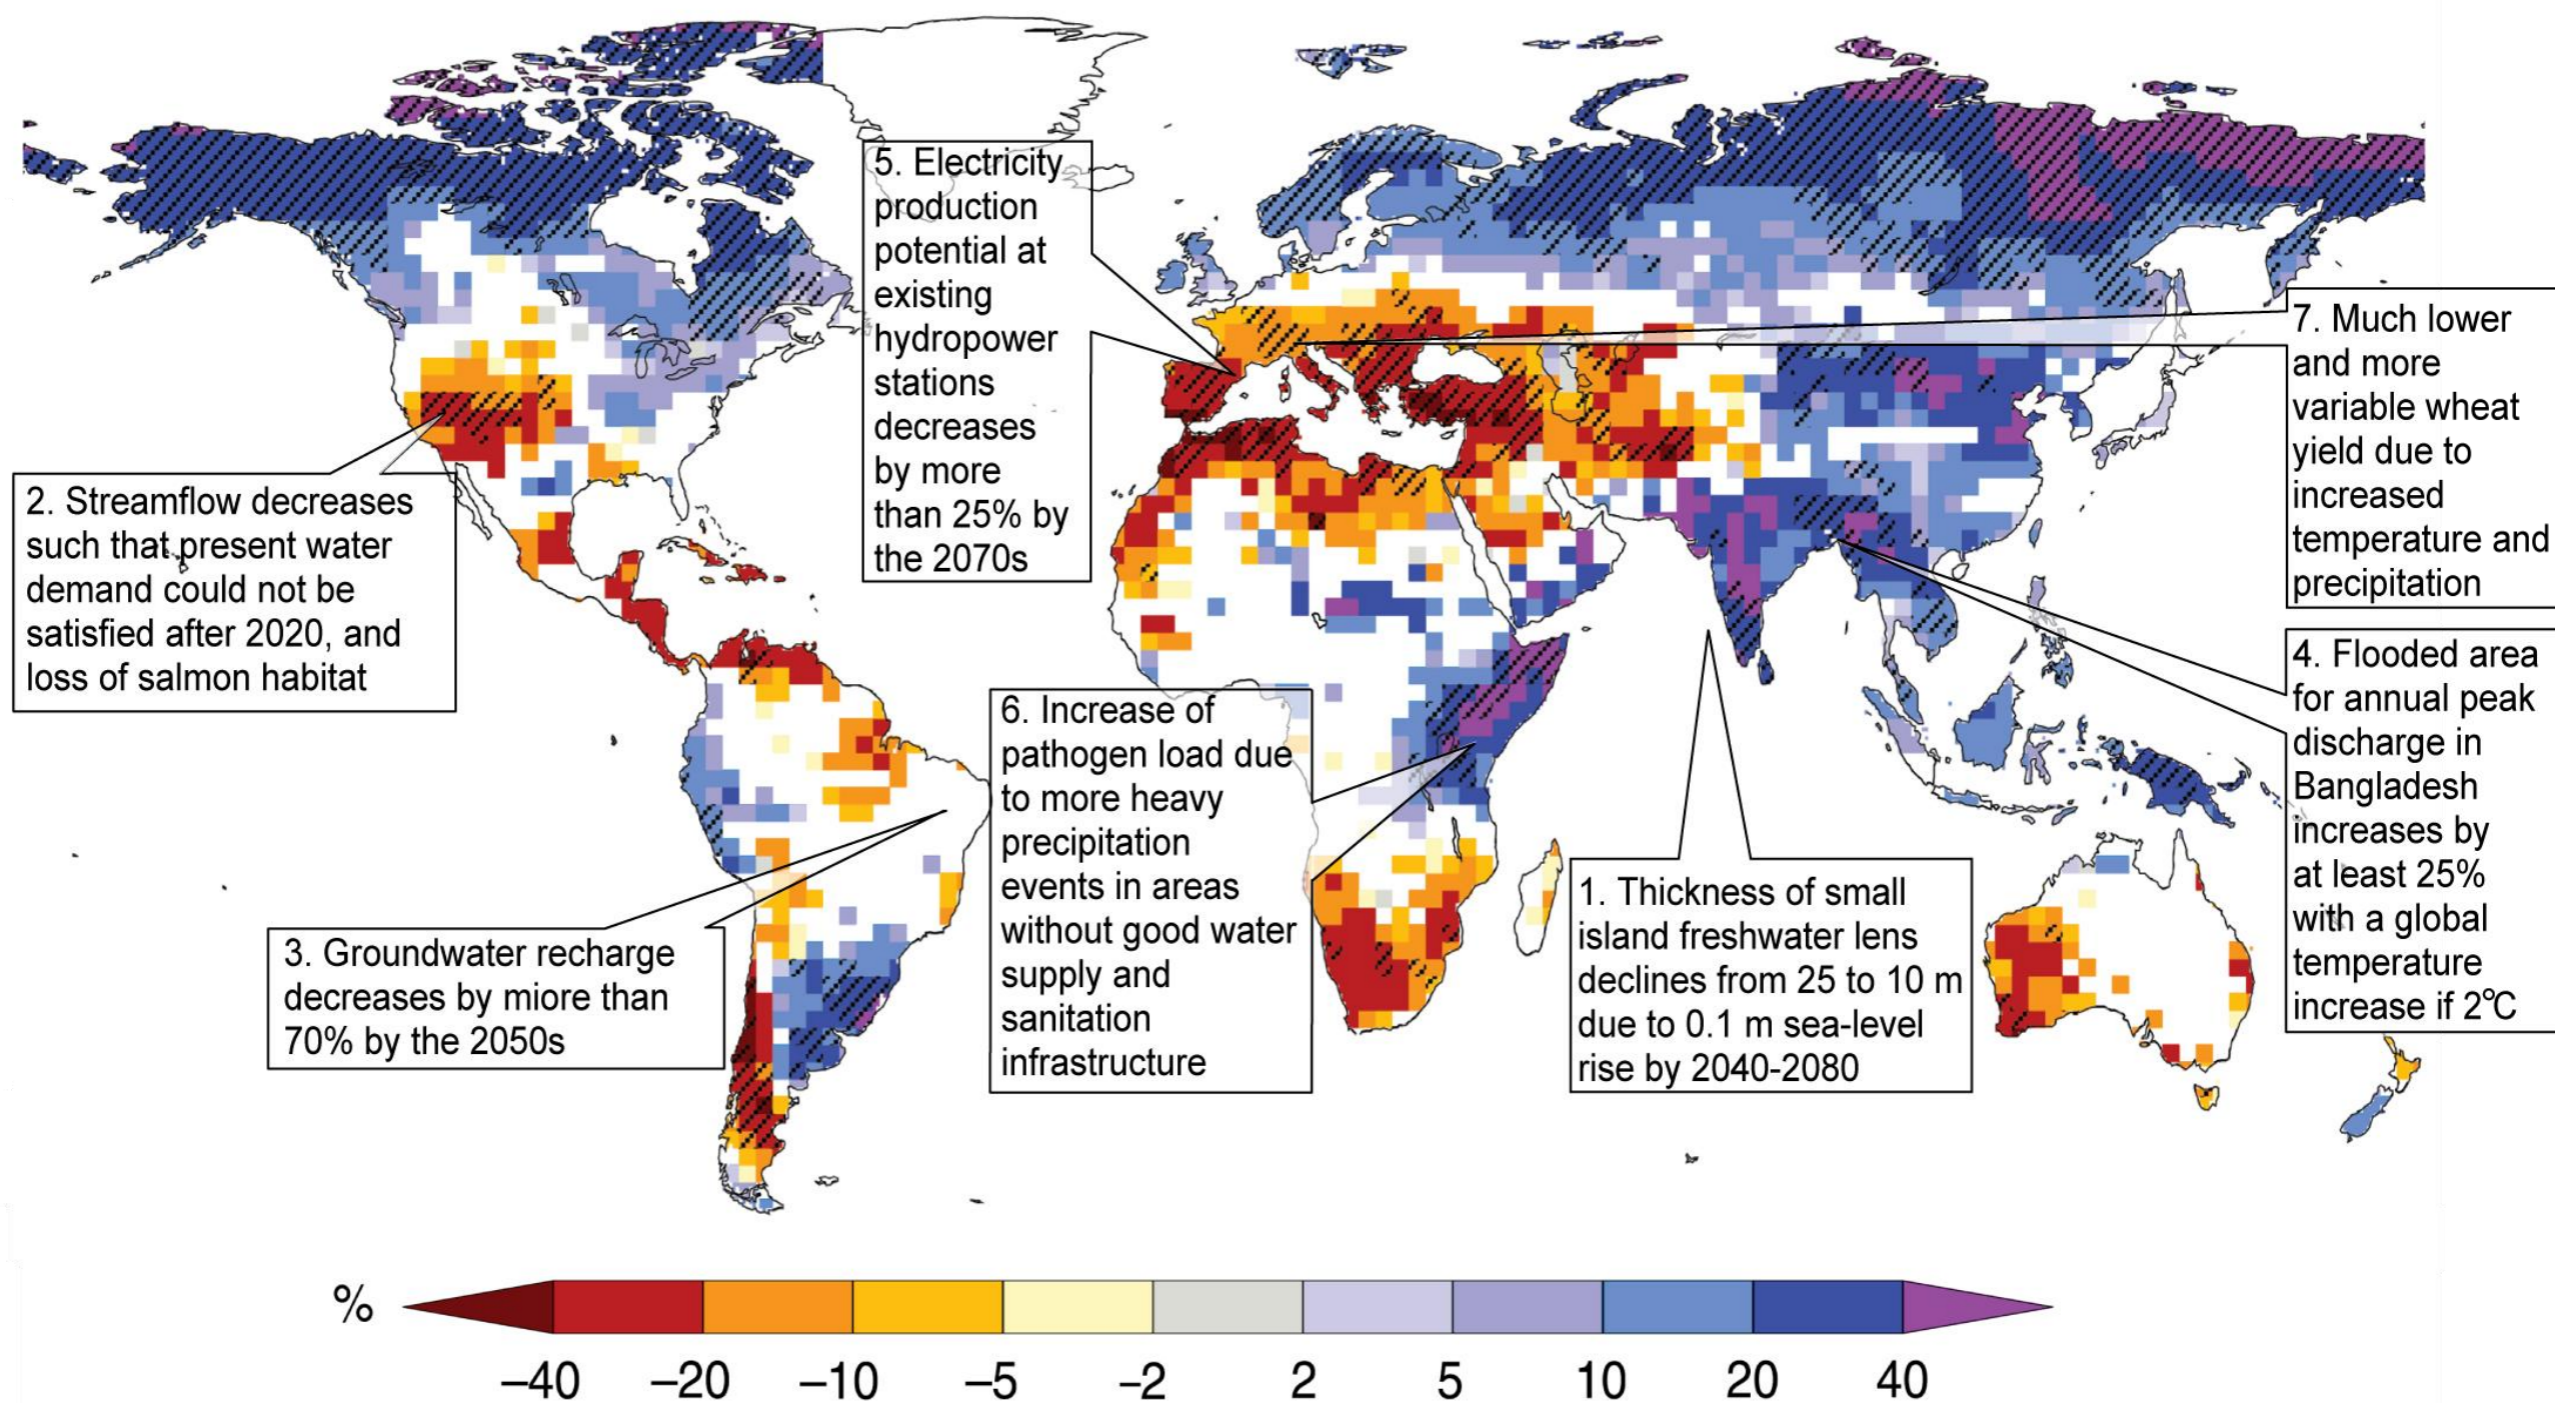 5. Electricity
production
potential at
existing
hydropower
stations
decreases
by more
than 25% by
the 2070s
7. Much lower
and more
variable wheat
yield due to
increased
temperature and
precipitation
2. Streamflow decreases
such that present water
demand could not be
satisfied after 2020, and
loss of salmon habitat
4. Flooded area
for annual peak
discharge in
Bangladesh
increases by
at least 25%
with a global
temperature
increase if 2℃
6. Increase of
pathogen load due
to more heavy
precipitation
events in areas
without good water
supply and
sanitation
infrastructure
1. Thickness of small
island freshwater lens
declines from 25 to 10 m
due to 0.1 m sea-level
rise by 2040-2080
3. Groundwater recharge
decreases by miore than
70% by the 2050s
%
–40 –20 –10 –5 –2 2 5 10 20 40